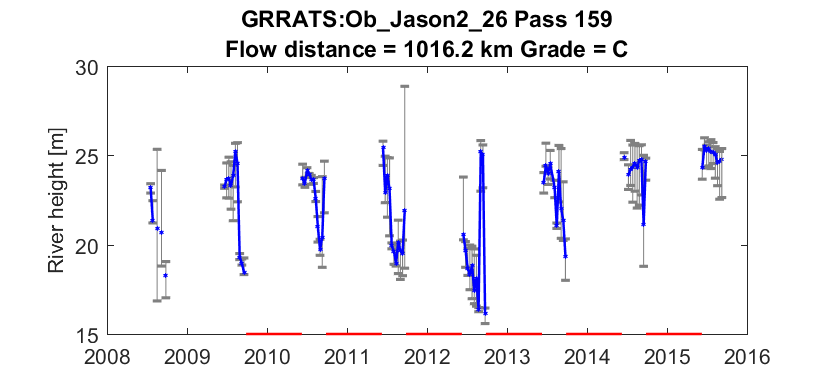 GRRATS:Ob_Jason2_26 Pass 159
Flow distance = 1016.2 km Grade = C
River height [m]
30
25
20
15
2008 2009 2010 2011 2012 2013 2014 2015 2016